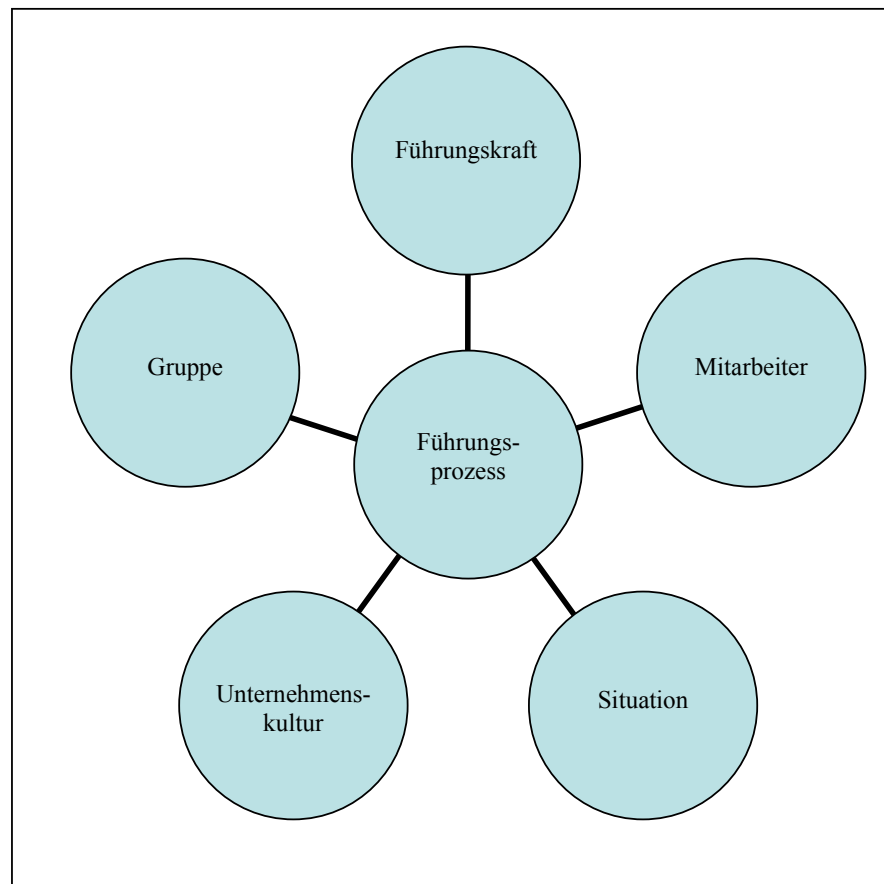 Führungskraft
Gruppe
Mitarbeiter
Führungs-
prozess
Unternehmens-
kultur
Situation